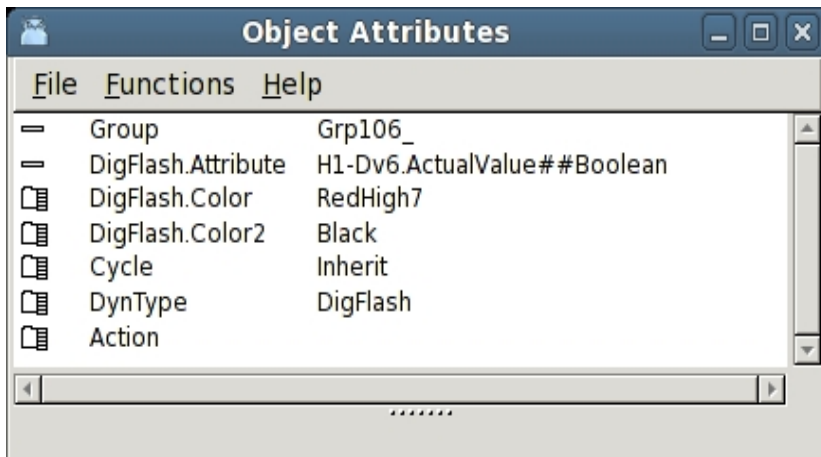 Object Attributes
File Functions Help
Group Grp106_
DigFlash.Attribute H1-Dv6.ActualValue##Boolean
DigFlash.Color RedHigh7
DigFlash.Color2 Black
Cycle Inherit
DynType DigFlash
Action